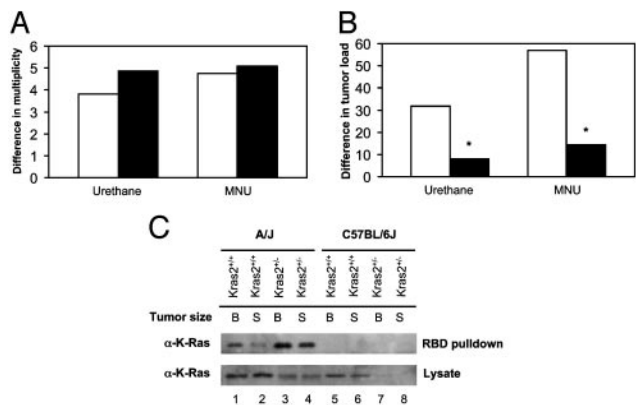 A
Difference in multiplicity
6
5
4
3
2
1
0
Urethane MNU
B
Difference in tumor load
60
50
40
30
20
10
0
* *
Urethane MNU
C
A/J C57BL/6J
Kras2+/+ Kras2+/+ Kras2+/- Kras2+/- Kras2+/+ Kras2+/+ Kras2+/- Kras2+/-
Tumor size B S B S B S B S
α-K-Ras RBD pulldown
α-K-Ras Lysate
1 2 3 4 5 6 7 8